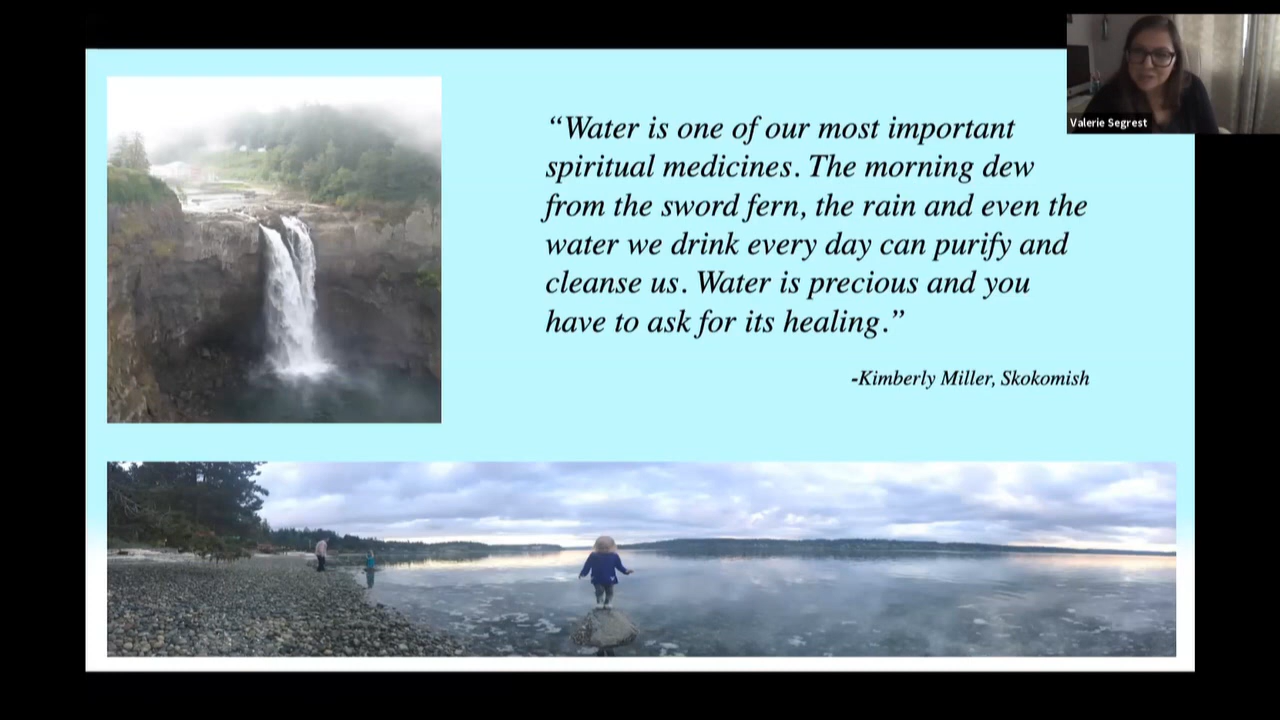 Valerie Segrest
“Water is one of our most important
spiritual medicines. The morning dew
from the sword fern, the rain and even the
water we drink every day can purify and
cleanse us. Water is precious and you
have to ask for its healing.”
-Kimberly Miller, Skokomish